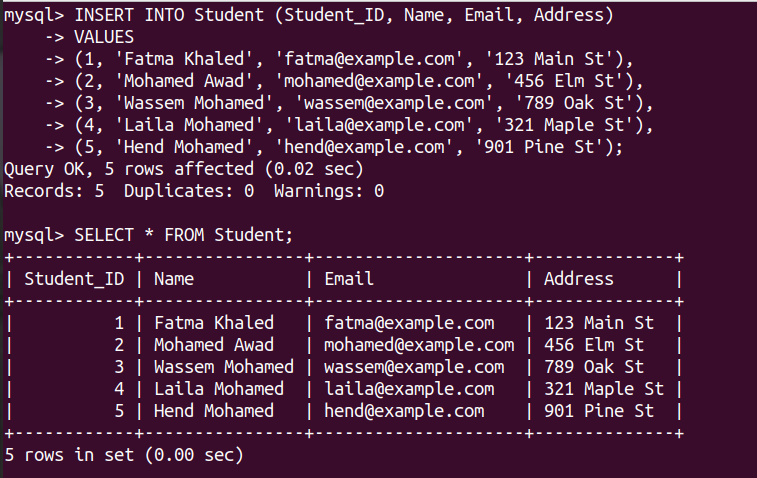 mysql> INSERT INTO Student (Student_ID, Name, Email, Address)
    -> VALUES
    -> (1, 'Fatma Khaled', 'fatma@example.com', '123 Main St'),
    -> (2, 'Mohamed Awad', 'mohamed@example.com', '456 Elm St'),
    -> (3, 'Wassem Mohamed', 'wassem@example.com', '789 Oak St'),
    -> (4, 'Laila Mohamed', 'laila@example.com', '321 Maple St'),
    -> (5, 'Hend Mohamed', 'hend@example.com', '901 Pine St');
Query OK, 5 rows affected (0.02 sec)
Records: 5  Duplicates: 0  Warnings: 0

mysql> SELECT * FROM Student;
+------------+----------------+---------------------+--------------+
| Student_ID | Name           | Email               | Address      |
+------------+----------------+---------------------+--------------+
|          1 | Fatma Khaled   | fatma@example.com   | 123 Main St  |
|          2 | Mohamed Awad   | mohamed@example.com | 456 Elm St   |
|          3 | Wassem Mohamed | wassem@example.com  | 789 Oak St   |
|          4 | Laila Mohamed  | laila@example.com   | 321 Maple St |
|          5 | Hend Mohamed   | hend@example.com    | 901 Pine St  |
+------------+----------------+---------------------+--------------+
5 rows in set (0.00 sec)